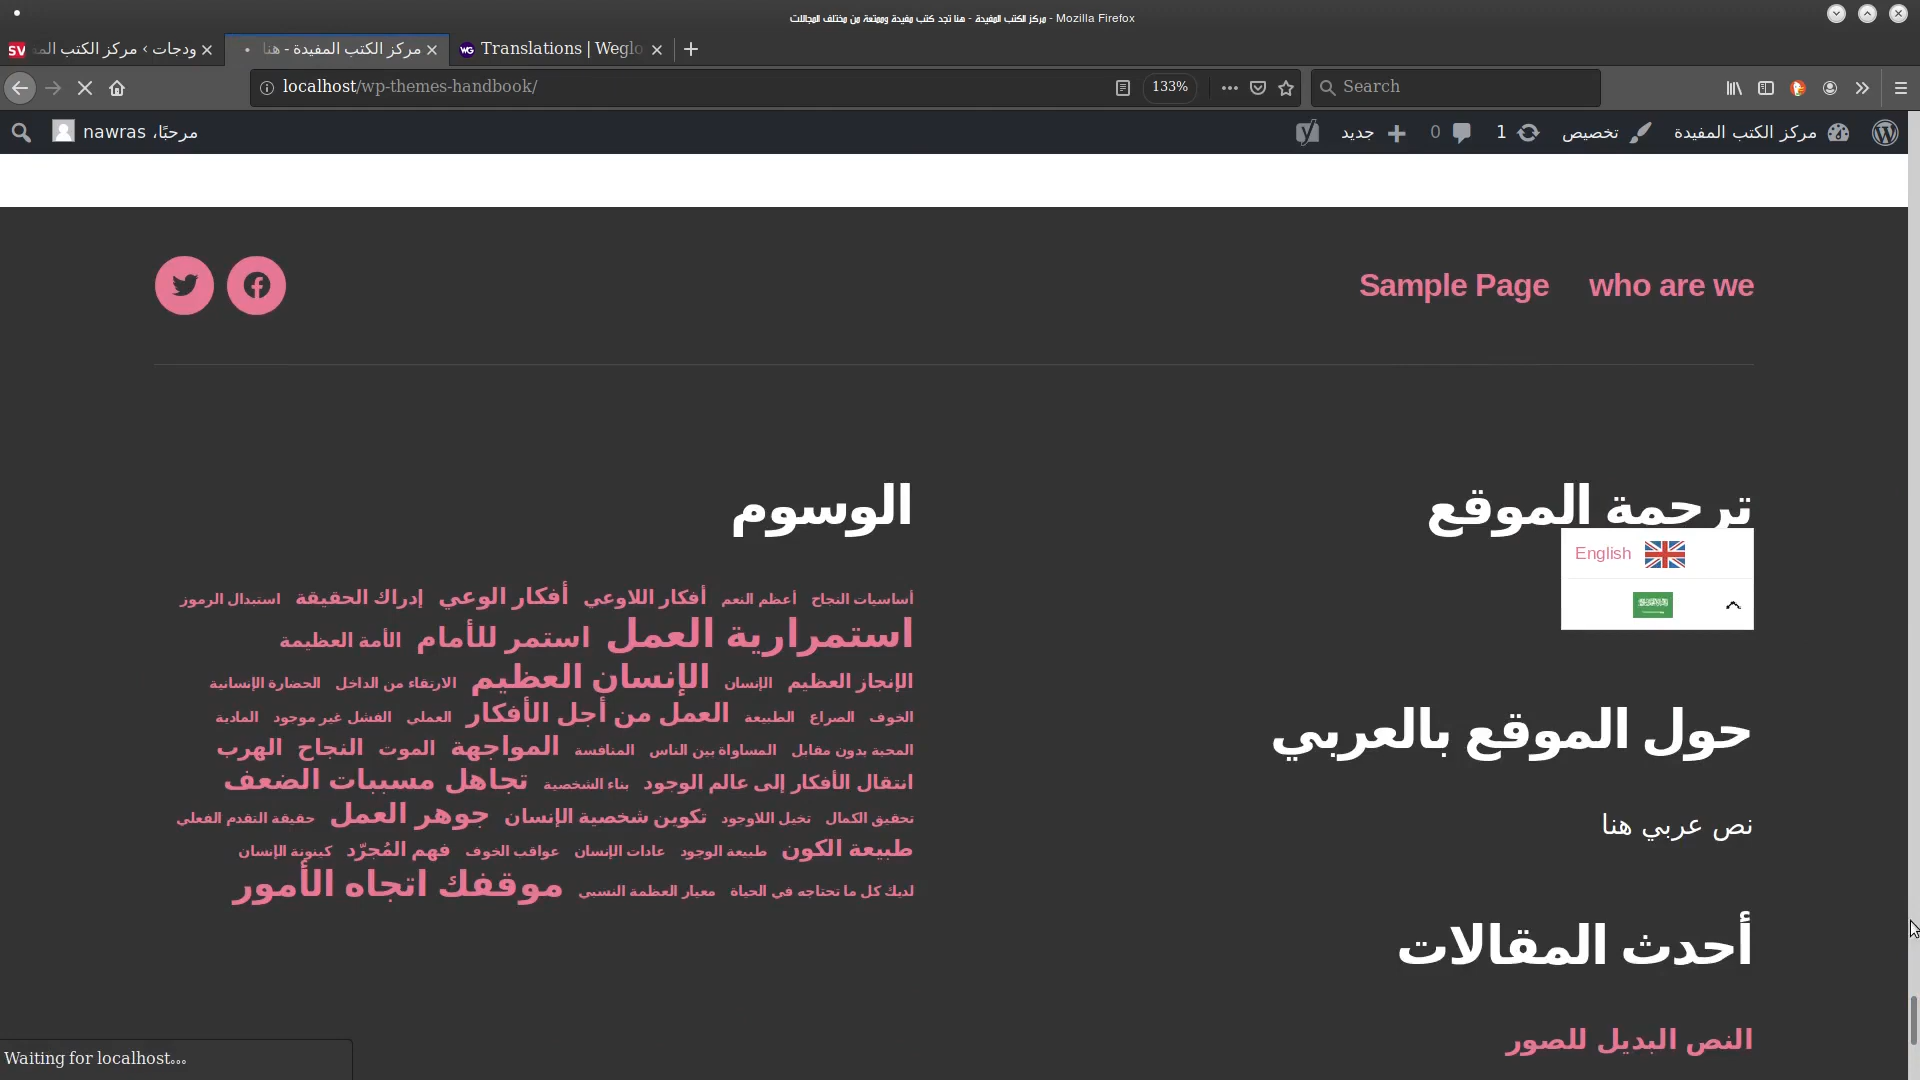 مركز الكتب المفيدة - هنا تجد كتب مفيدة وممتعة من مختلف المجالات - Mozilla Firefox
ودجات › مركز الكتب المف
مركز الكتب المفيدة - هنا
Translations | Weglo
localhost/wp-themes-handbook/
133%
Search
مركز الكتب المفيدة
تخصيص
1
0
جديد
مرحبًا، nawras
who are we
Sample Page
ترجمة الموقع
English
حول الموقع بالعربي
نص عربي هنا
أحدث المقالات
النص البديل للصور
الوسوم
أساسيات النجاح أعظم النعم أفكار اللاوعي أفكار الوعي إدراك الحقيقة استبدال الرموز
استمرارية العمل استمر للأمام الأمة العظيمة
الإنجاز العظيم الإنسان الإنسان العظيم الارتقاء من الداخل الحضارة الإنسانية
الخوف الصراع الطبيعة العمل من أجل الأفكار العملي الفشل غير موجود المادية
المحبة بدون مقابل المساواة بين الناس المنافسة المواجهة الموت النجاح الهرب
انتقال الأفكار إلى عالم الوجود بناء الشخصية تجاهل مسببات الضعف
تحقيق الكمال تخيل اللاوجود تكوين شخصية الإنسان جوهر العمل حقيقة التقدم الفعلي
طبيعة الكون طبيعة الوجود عادات الإنسان عواقب الخوف فهم المُجرّد كينونة الإنسان
لديك كل ما تحتاجه في الحياة معيار العظمة النسبي موقفك اتجاه الأمور
Waiting for localhost…